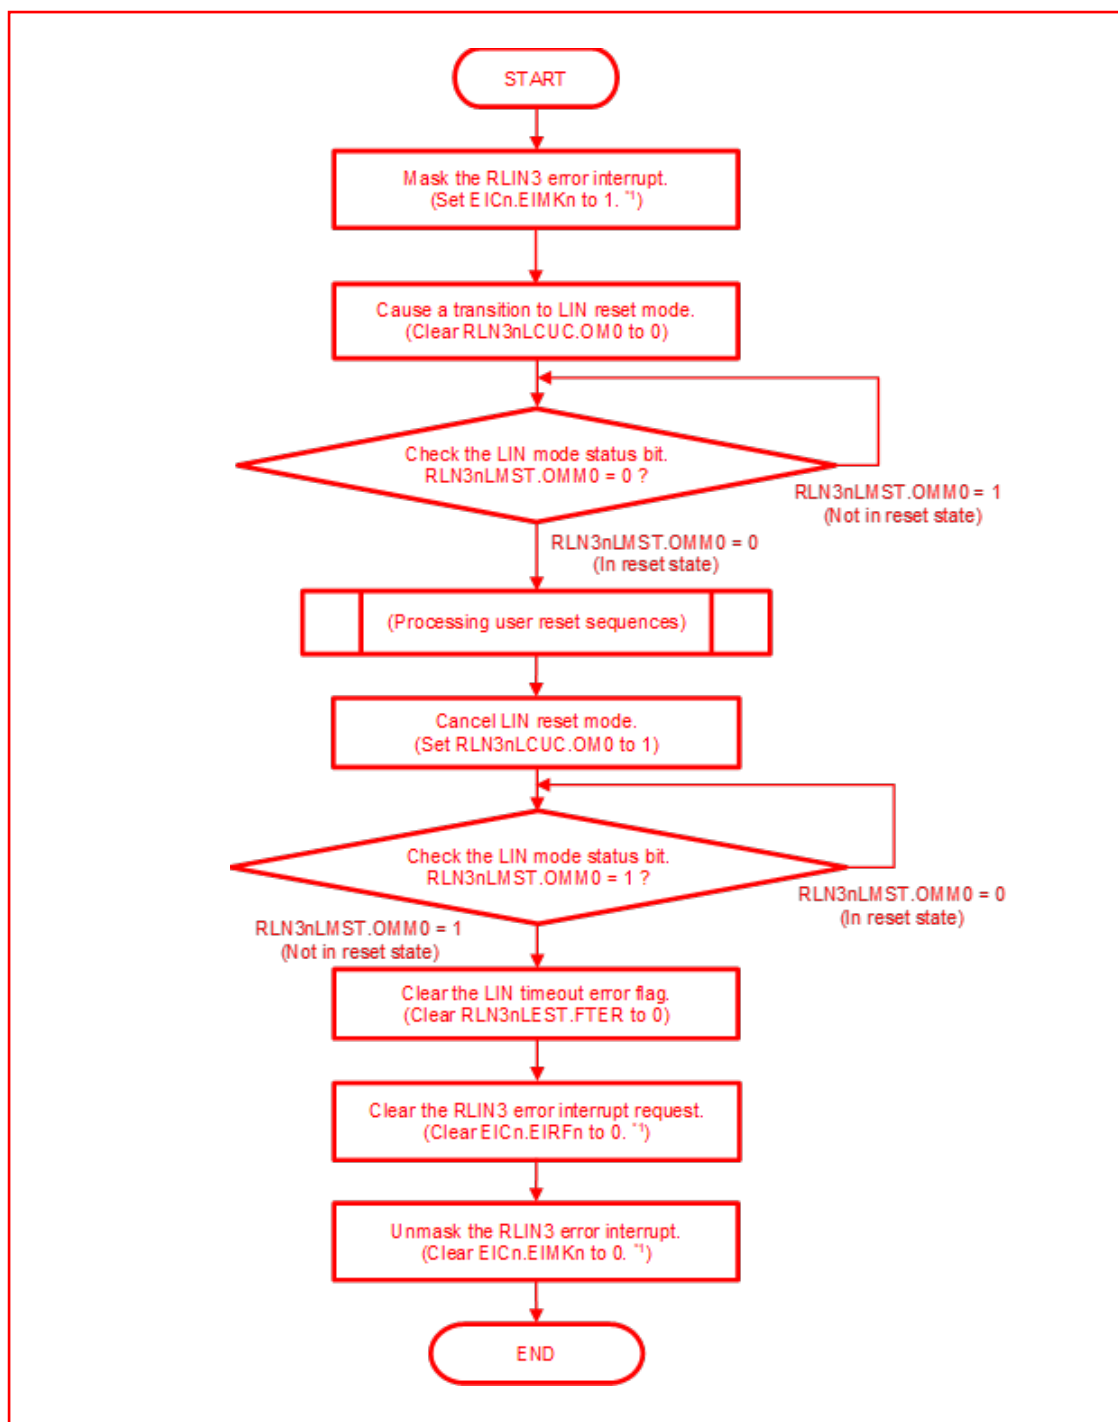 START
Mask the RLIN3 error interrupt.
(Set EICn.EIMKn to 1. *1)
Cause a transition to LIN reset mode.
(Clear RLN3nLCUC.OM0 to 0)
Check the LIN mode status bit.
RLN3nLMST.OMM0 = 0 ?
RLN3nLMST.OMM0 = 1
(Not in reset state)
RLN3nLMST.OMM0 = 0
(In reset state)
(Processing user reset sequences)
Cancel LIN reset mode.
(Set RLN3nLCUC.OM0 to 1)
Check the LIN mode status bit.
RLN3nLMST.OMM0 = 1 ?
RLN3nLMST.OMM0 = 0
(In reset state)
RLN3nLMST.OMM0 = 1
(Not in reset state)
Clear the LIN timeout error flag.
(Clear RLN3nLEST.FTER to 0)
Clear the RLIN3 error interrupt request.
(Clear EICn.EIRFn to 0. *1)
Unmask the RLIN3 error interrupt.
(Clear EICn.EIMKn to 0. *1)
END